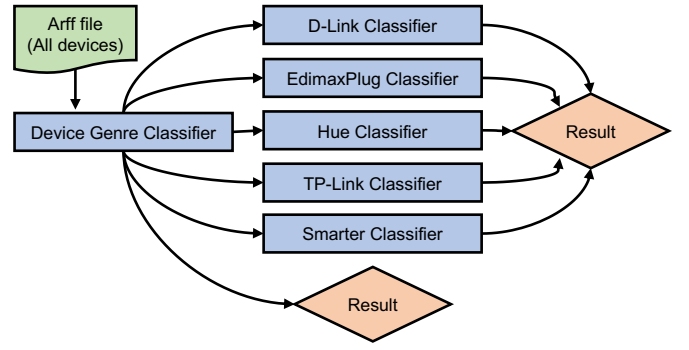 Arff file
(All devices)
Device Genre Classifier
D-Link Classifier
EdimaxPlug Classifier
Hue Classifier
TP-Link Classifier
Smarter Classifier
Result
Result